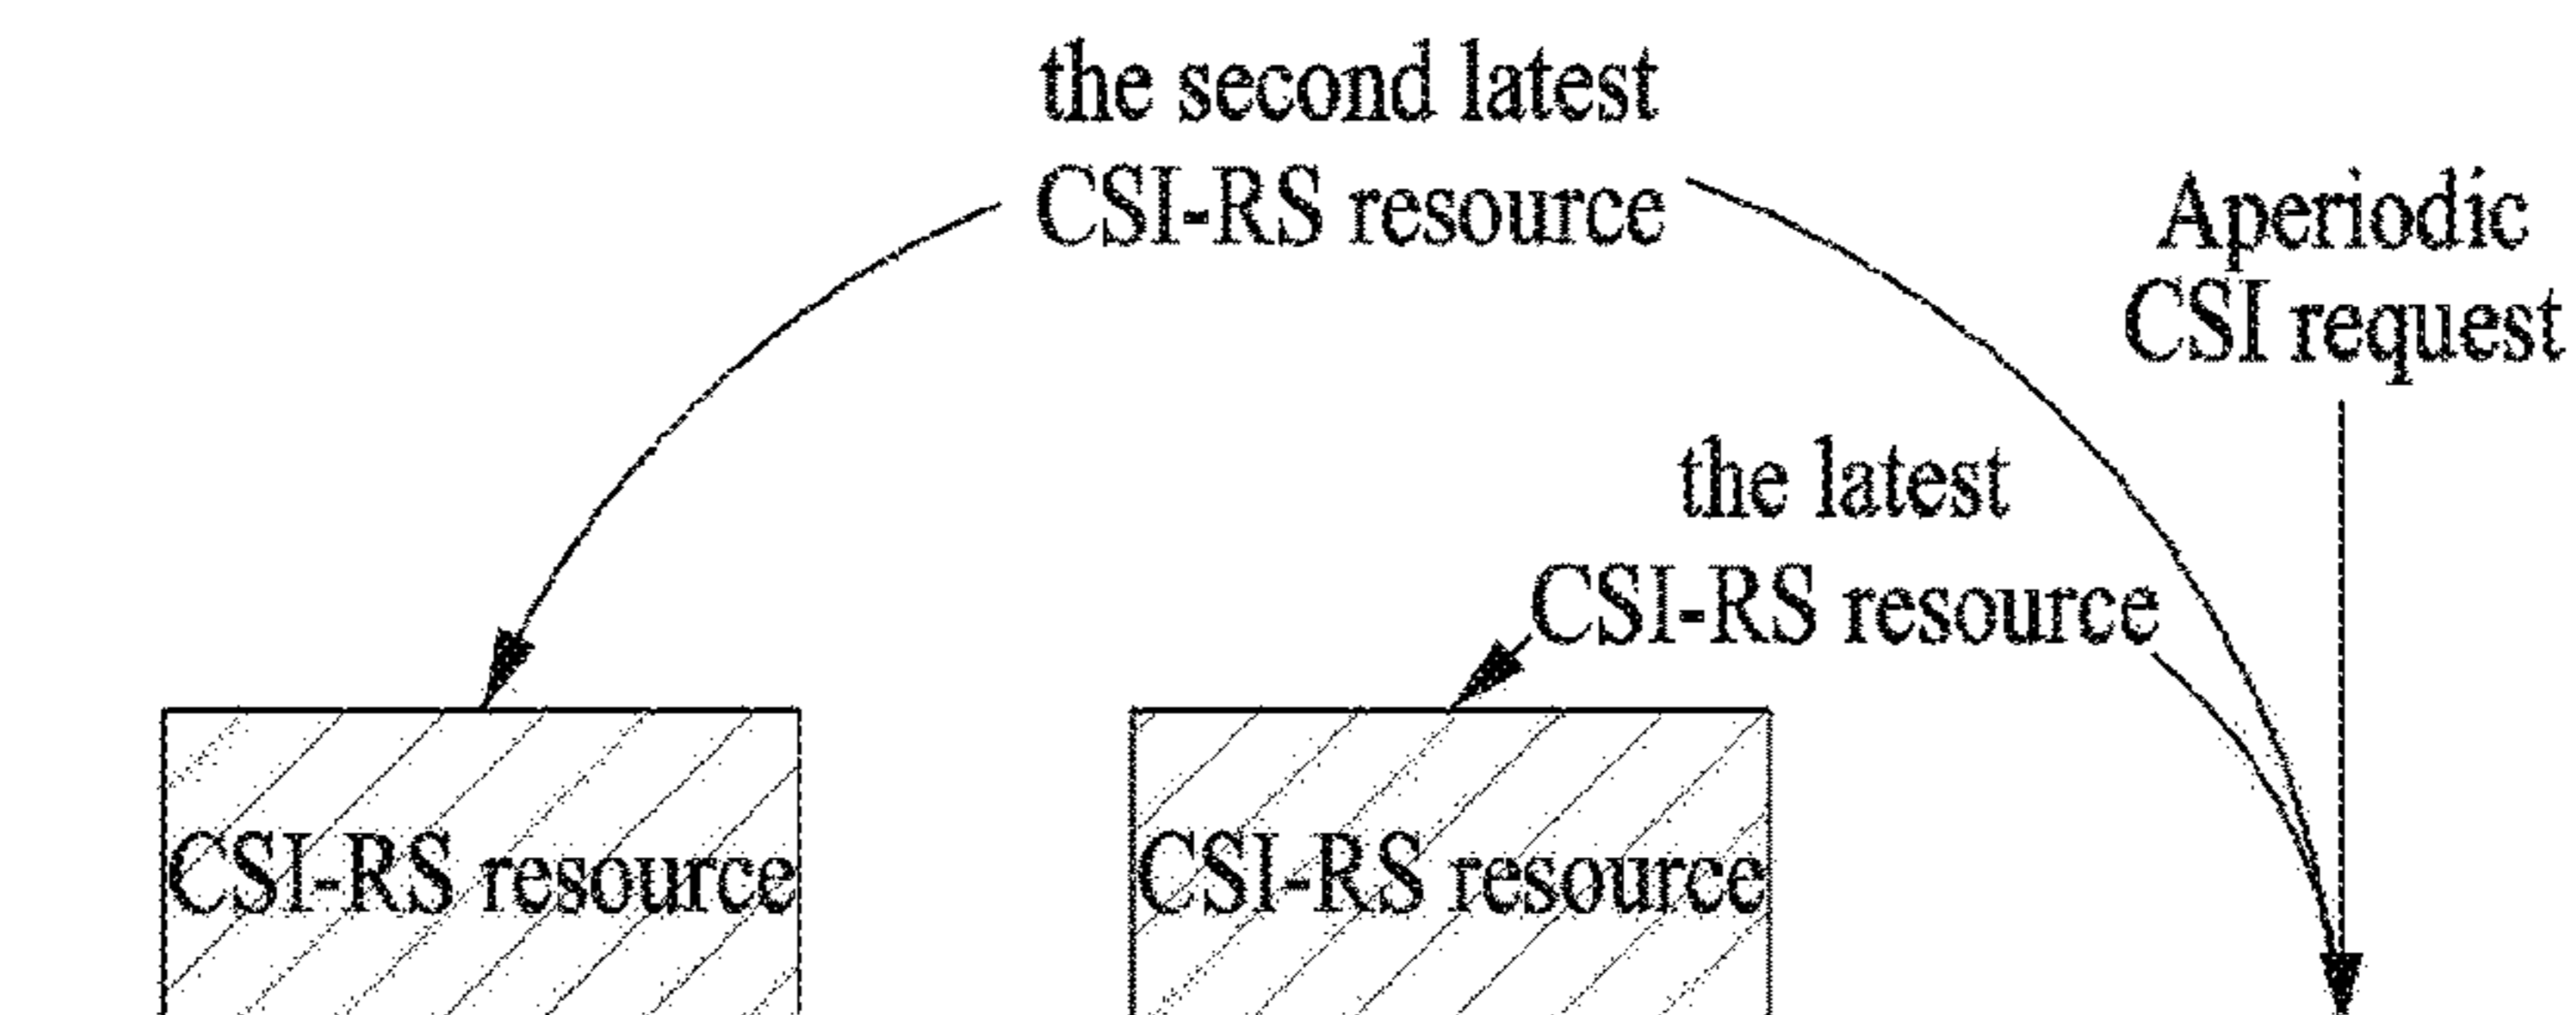 the second latest
CSI-RS resource
Aperiodic
CSI request
the latest
CSI-RS resource
CSI-RS resource
CSI-RS resource